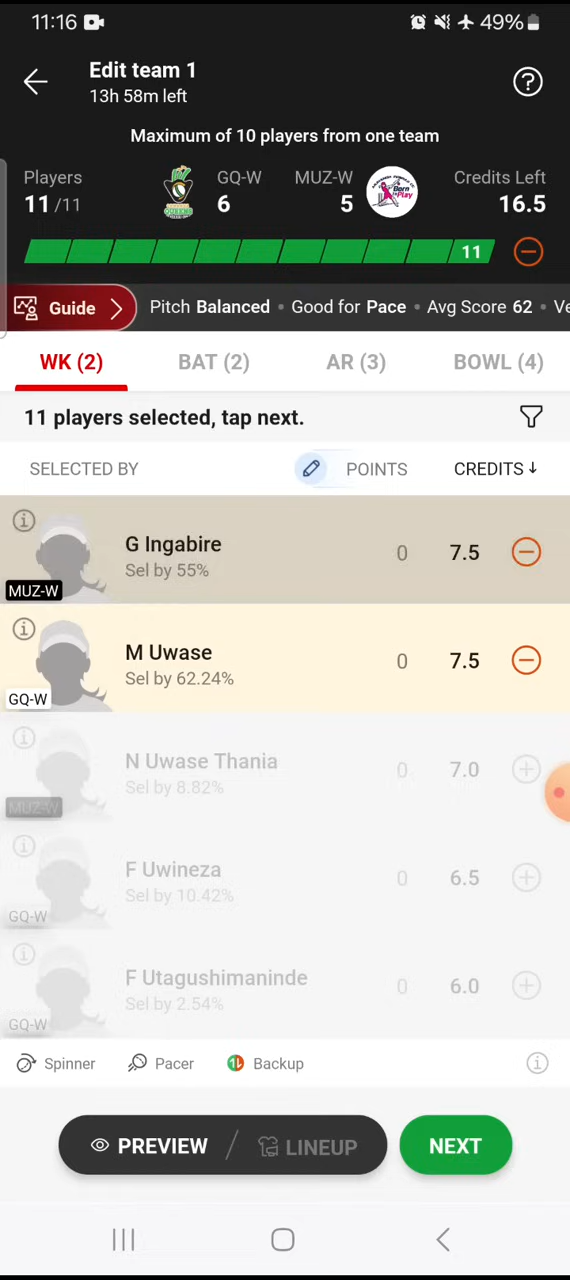 11:16 49%
Edit team 1
13h 58m left
Maximum of 10 players from one team
Players GQ-W MUZ-W Credits Left
11/11 6 5 16.5
11
Guide Pitch Balanced • Good for Pace • Avg Score 62 • Ve
WK (2) BAT (2) AR (3) BOWL (4)
11 players selected, tap next.
SELECTED BY POINTS CREDITS ↓
G Ingabire 0 7.5
Sel by 55%
MUZ-W
M Uwase 0 7.5
Sel by 62.24%
GQ-W
N Uwase Thania 0 7.0
Sel by 8.82%
MUZ-W
F Uwineza 0 6.5
Sel by 10.42%
GQ-W
F Utagushimaninde 0 6.0
Sel by 2.54%
GQ-W
Spinner Pacer Backup
PREVIEW / LINEUP NEXT